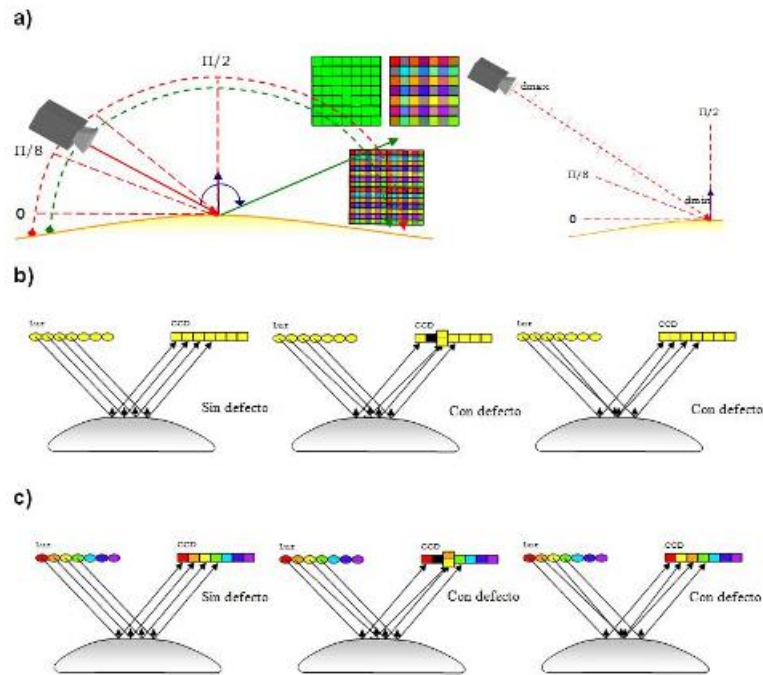 a)
Π/2
Π/8
0
dmax
Π/2
Π/8
dmin
0
b)
Luz
CCD
Sin defecto
Luz
CCD
Con defecto
Luz
CCD
Con defecto
c)
Luz
CCD
Sin defecto
Luz
CCD
Con defecto
Luz
CCD
Con defecto